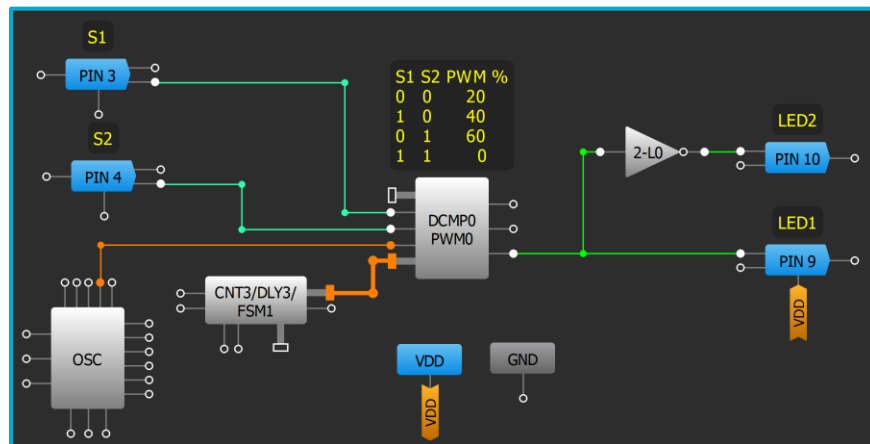 S1
PIN 3
S2
PIN 4
S1 S2 PWM %
0 0 20
1 0 40
0 1 60
1 1 0
DCMP0
PWM0
2-L0
LED2
PIN 10
LED1
PIN 9
VDD
OSC
CNT3/DLY3/
FSM1
VDD
VDD
GND